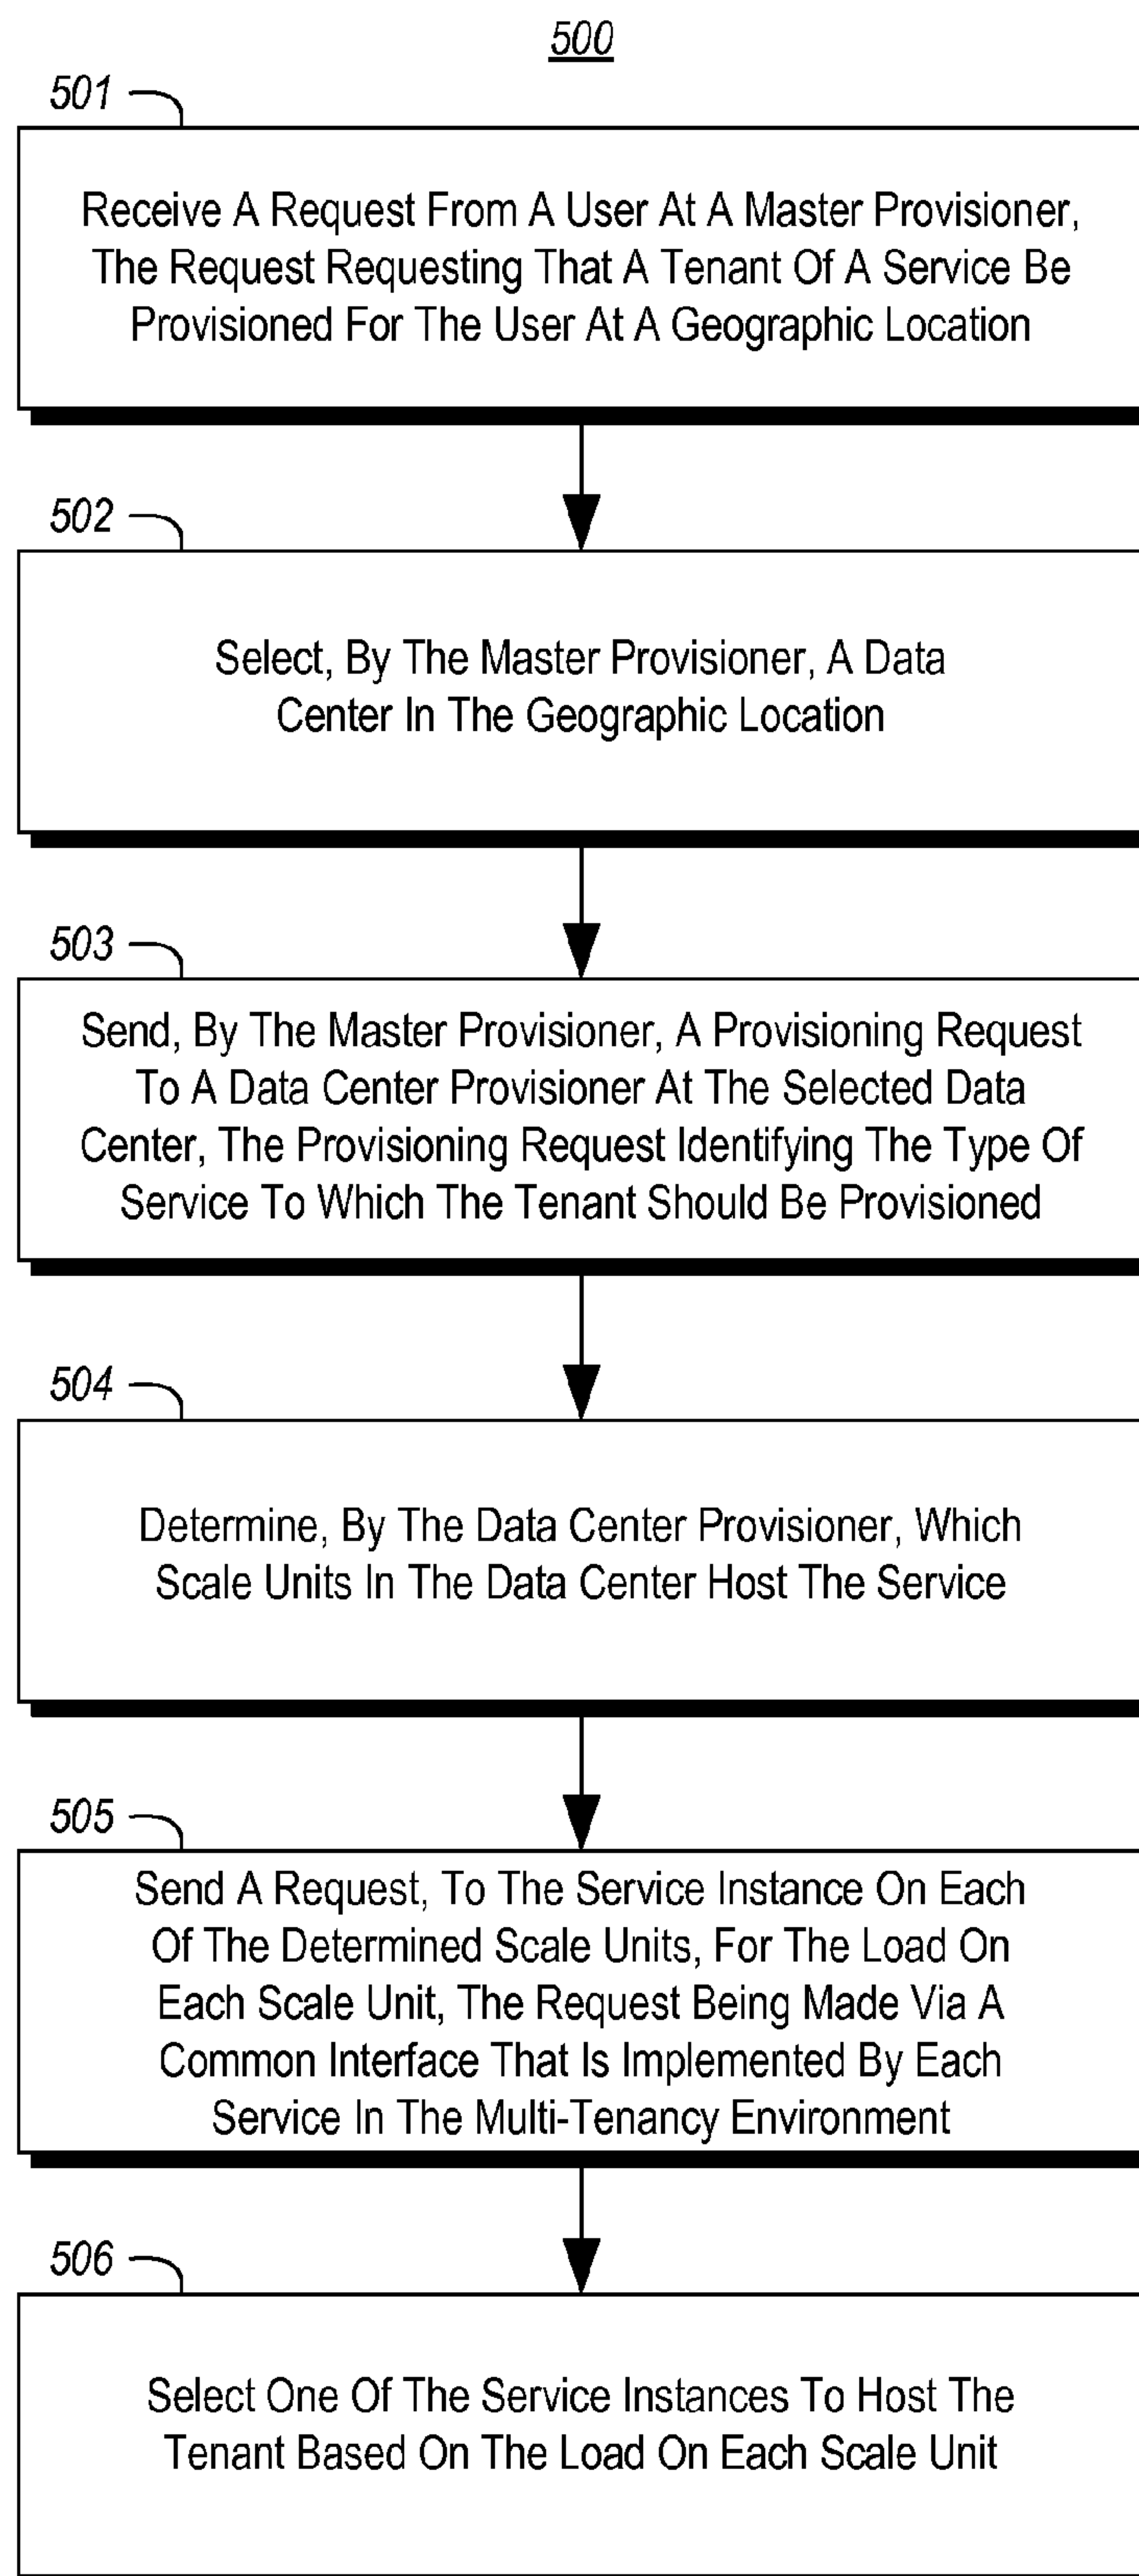 500
501
Receive A Request From A User At A Master Provisioner,
The Request Requesting That A Tenant Of A Service Be
Provisioned For The User At A Geographic Location
502
Select, By The Master Provisioner, A Data
Center In The Geographic Location
503
Send, By The Master Provisioner, A Provisioning Request
To A Data Center Provisioner At The Selected Data
Center, The Provisioning Request Identifying The Type Of
Service To Which The Tenant Should Be Provisioned
504
Determine, By The Data Center Provisioner, Which
Scale Units In The Data Center Host The Service
505
Send A Request, To The Service Instance On Each
Of The Determined Scale Units, For The Load On
Each Scale Unit, The Request Being Made Via A
Common Interface That Is Implemented By Each
Service In The Multi-Tenancy Environment
506
Select One Of The Service Instances To Host The
Tenant Based On The Load On Each Scale Unit